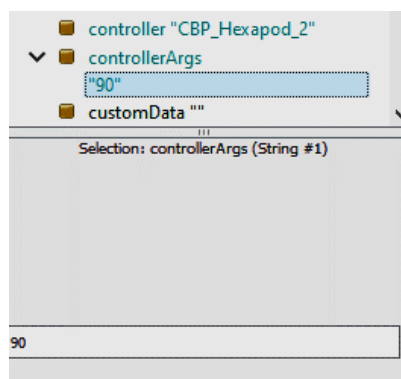 controller "CBP_Hexapod_2"
controllerArgs
"90"
customData ""
Selection: controllerArgs (String #1)
90